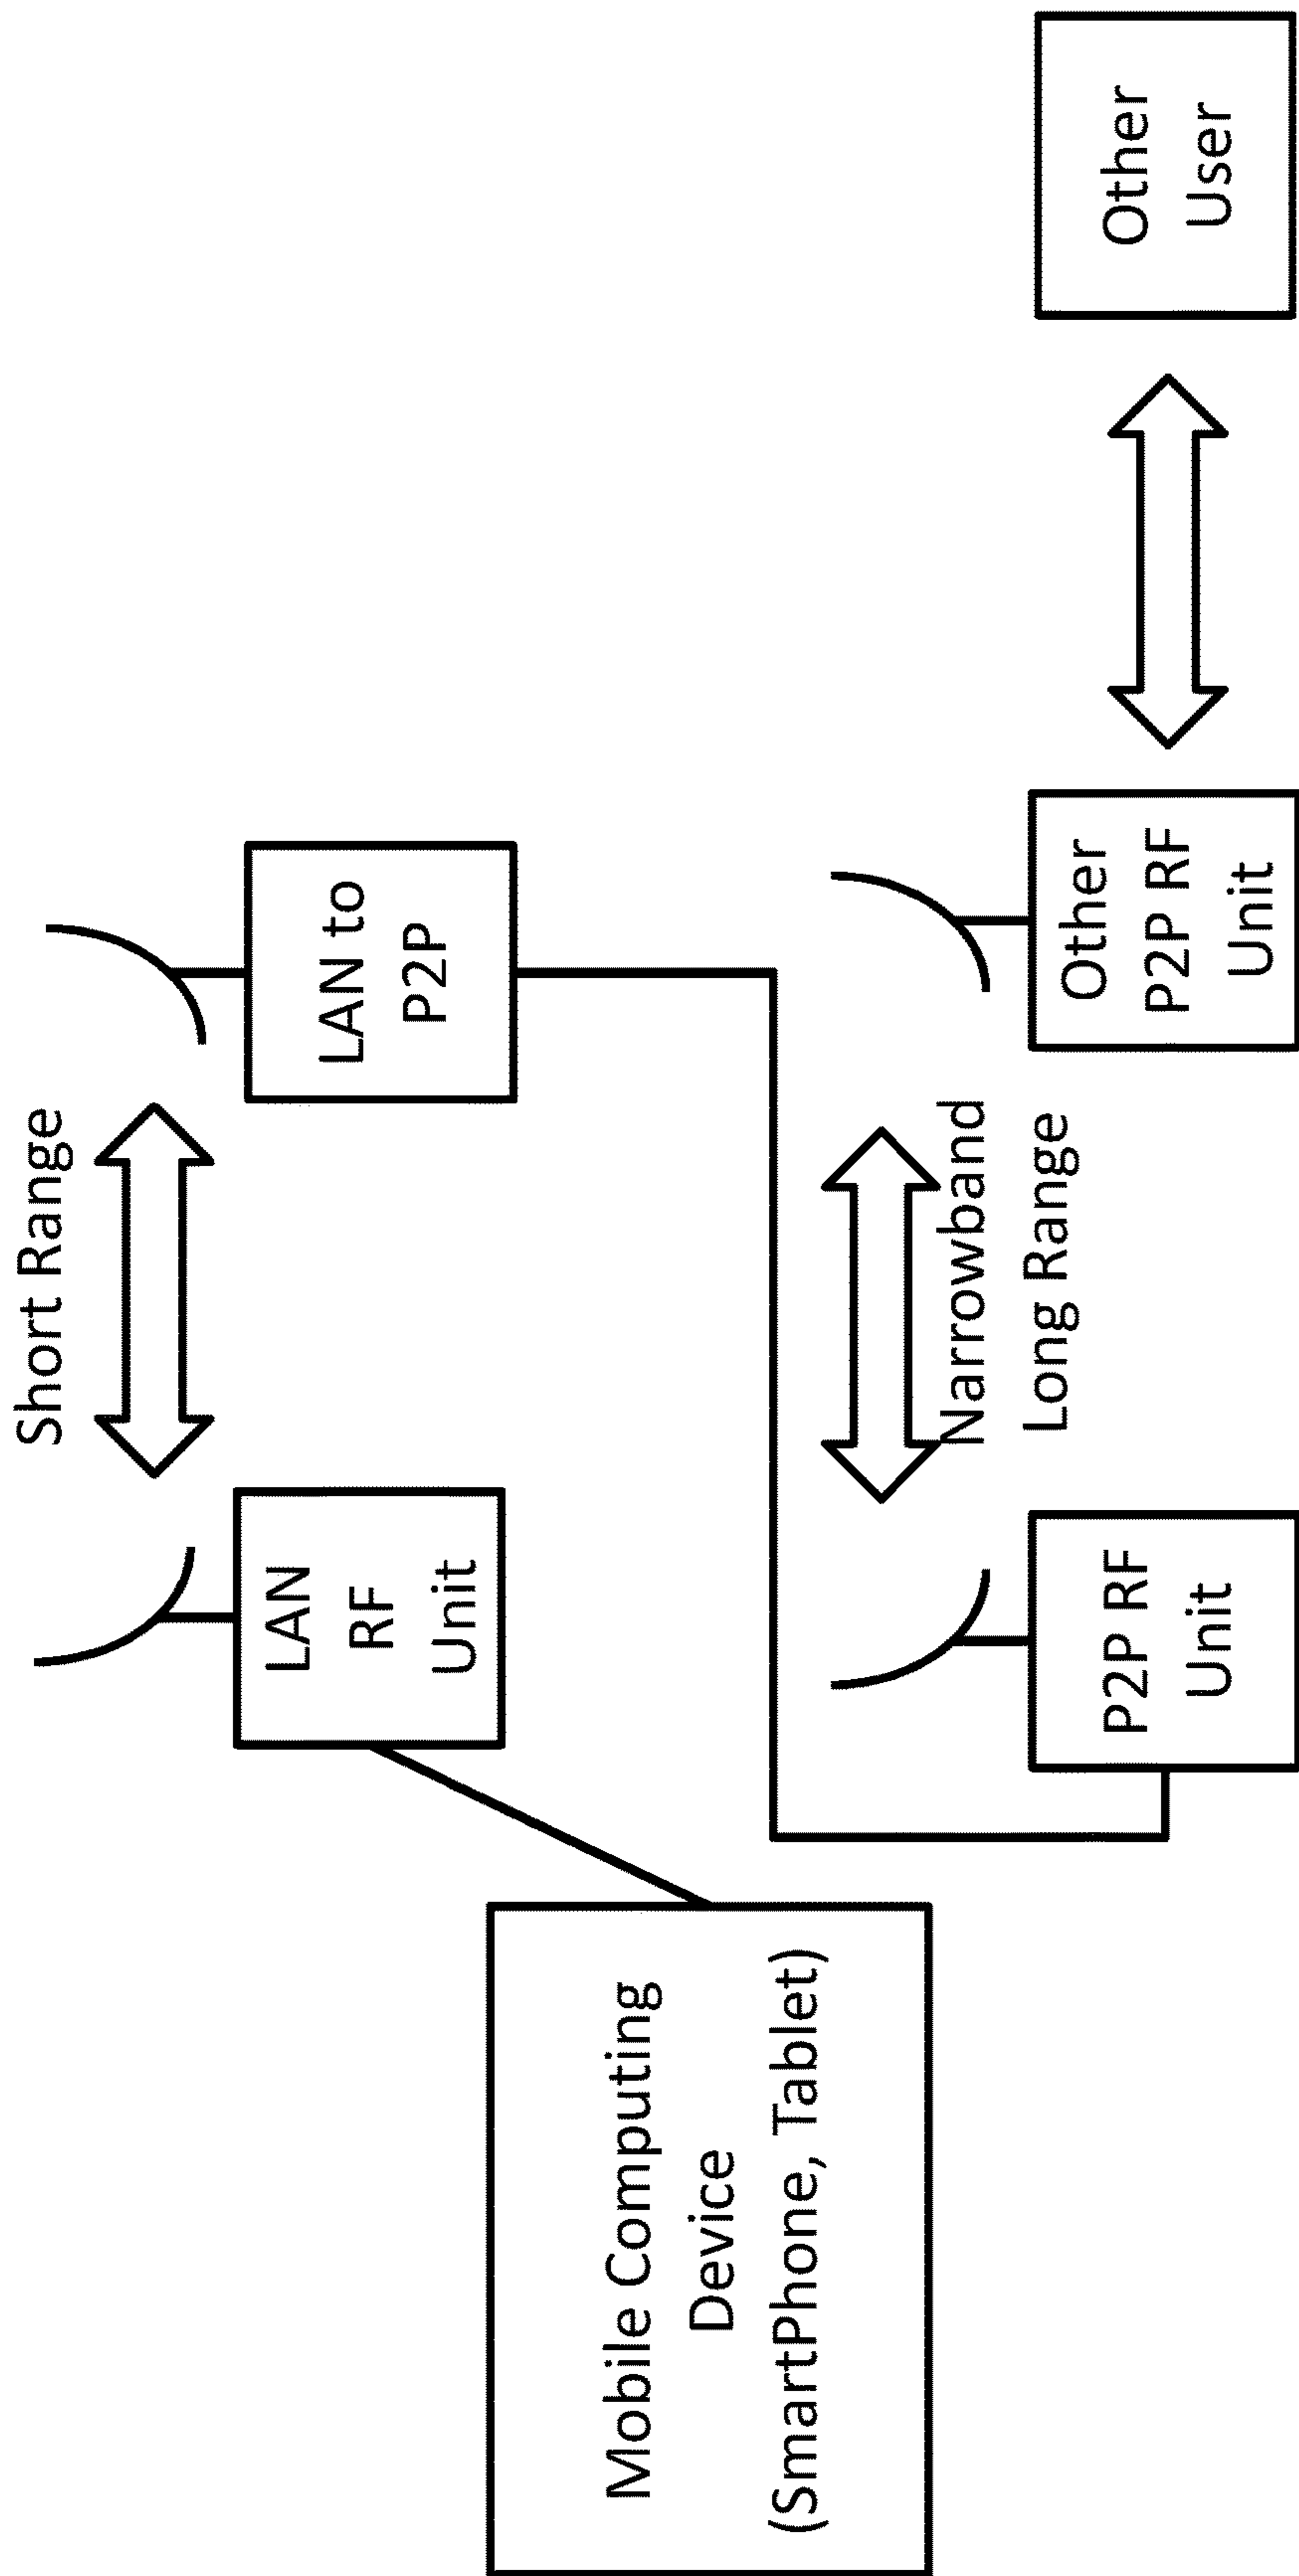 Short Range
LAN
RF
Unit
LAN to
P2P
Mobile Computing
Device
(SmartPhone, Tablet)
Narrowband
Long Range
P2P RF
Unit
Other
P2P RF
Unit
Other
User